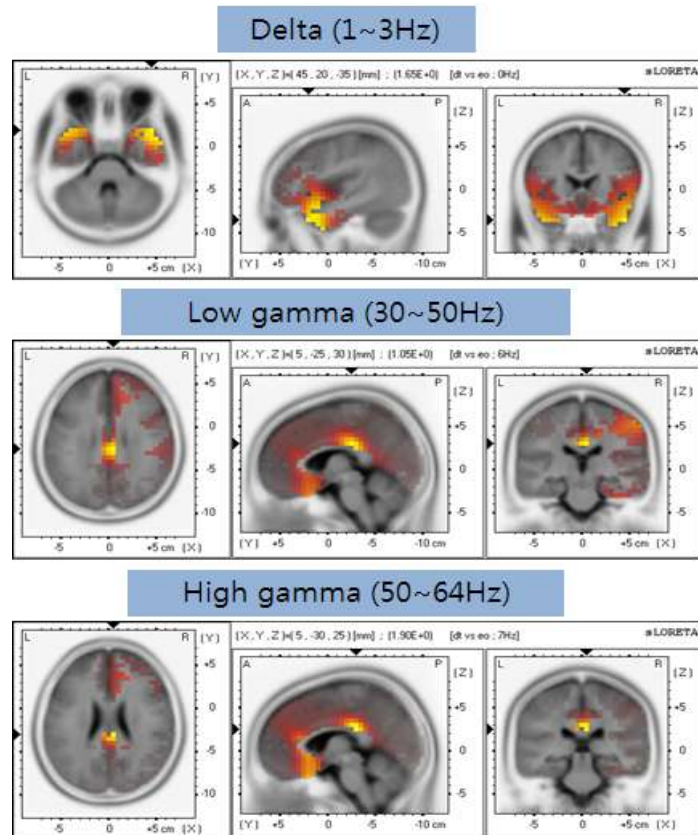 Delta (1~3Hz)
(X, Y, Z)=(45, 20, -35) [mm] ; (1.65E+0) [dt vs eo ; 0Hz] sLORETA
L R (Y)
+5
0
-5
-10
-5 0 +5 cm (X)
A P (Z)
+5
0
-5
(Y) +5 0 -5 -10 cm
L R (Z)
+5
0
-5
-5 0 +5 cm (X)
Low gamma (30~50Hz)
(X, Y, Z)=(5, -25, 30) [mm] ; (1.05E+0) [dt vs eo ; 6Hz] sLORETA
L R (Y)
+5
0
-5
-10
-5 0 +5 cm (X)
A P (Z)
+5
0
-5
(Y) +5 0 -5 -10 cm
L R (Z)
+5
0
-5
-5 0 +5 cm (X)
High gamma (50~64Hz)
(X, Y, Z)=(5, -30, 25) [mm] ; (1.90E+0) [dt vs eo ; 7Hz] sLORETA
L R (Y)
+5
0
-5
-10
-5 0 +5 cm (X)
A P (Z)
+5
0
-5
(Y) +5 0 -5 -10 cm
L R (Z)
+5
0
-5
-5 0 +5 cm (X)